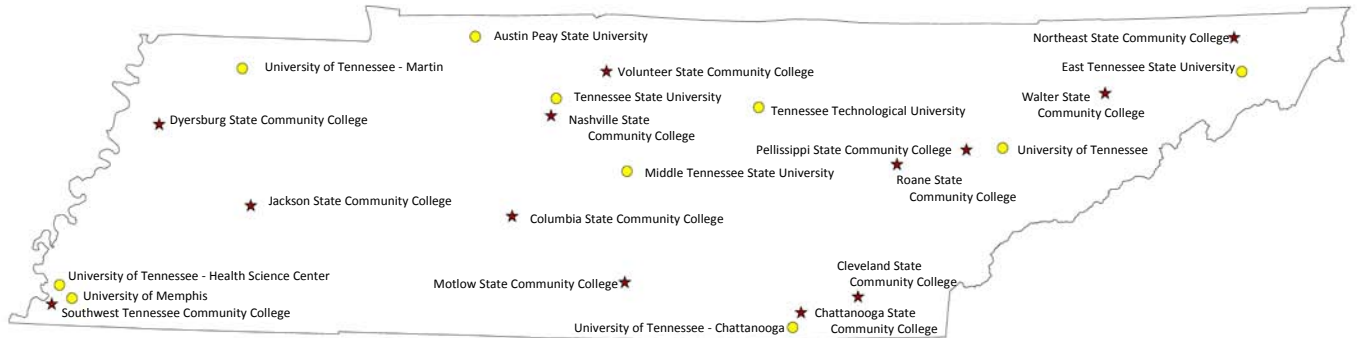 Austin Peay State University
Northeast State Community College
University of Tennessee - Martin
Volunteer State Community College
East Tennessee State University
Tennessee State University
Walter State
Community College
Tennessee Technological University
Dyersburg State Community College
Nashville State
Community College
Pellissippi State Community College
University of Tennessee
Middle Tennessee State University
Roane State
Community College
Jackson State Community College
Columbia State Community College
University of Tennessee - Health Science Center
Cleveland State
Community College
Motlow State Community College
University of Memphis
Southwest Tennessee Community College
Chattanooga State
Community College
University of Tennessee - Chattanooga